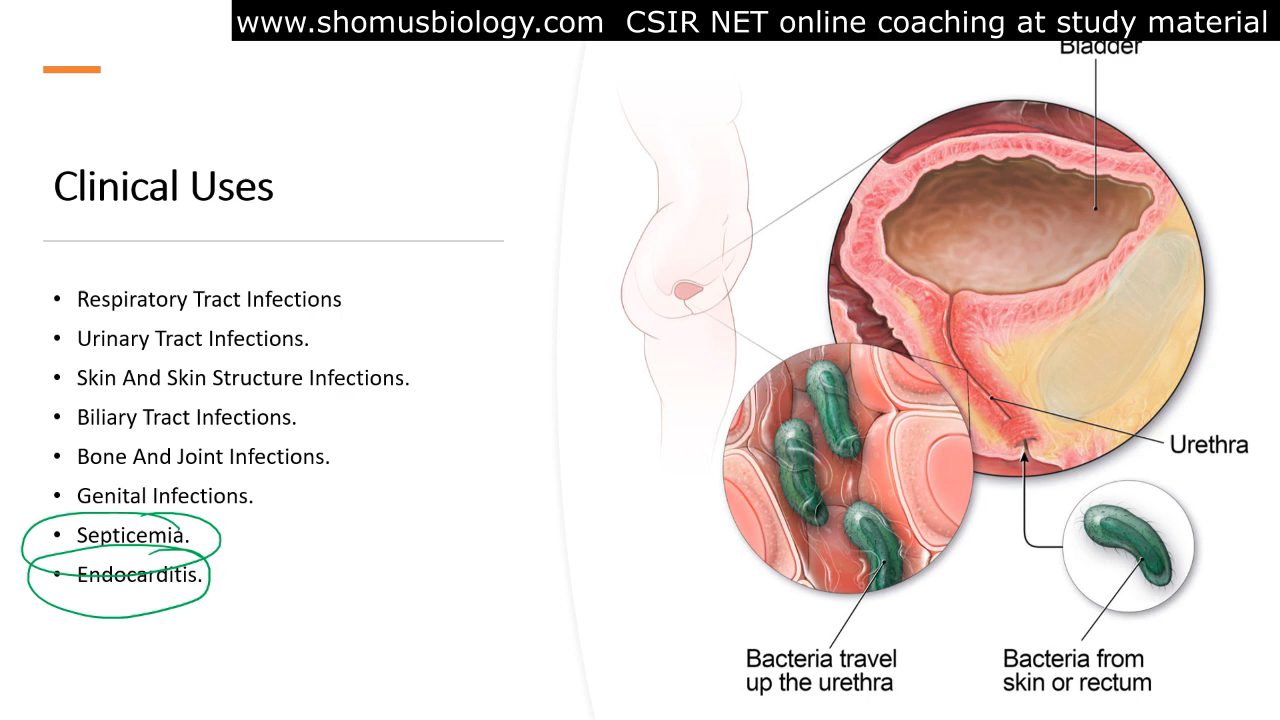 www.shomusbiology.com CSIR NET online coaching at study material
Bladder
Clinical Uses
• Respiratory Tract Infections
• Urinary Tract Infections.
• Skin And Skin Structure Infections.
• Biliary Tract Infections.
• Bone And Joint Infections.
• Genital Infections.
• Septicemia.
• Endocarditis.
Urethra
Bacteria travel
up the urethra
Bacteria from
skin or rectum